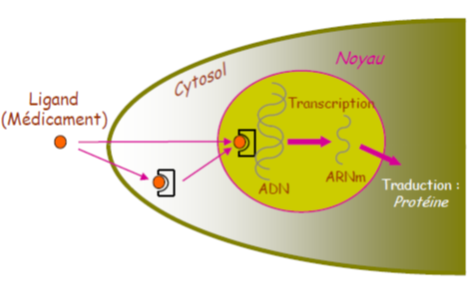 Noyau
Cytosol
Ligand
(Médicament)
Transcription
ADN
ARNm
Traduction :
Protéine